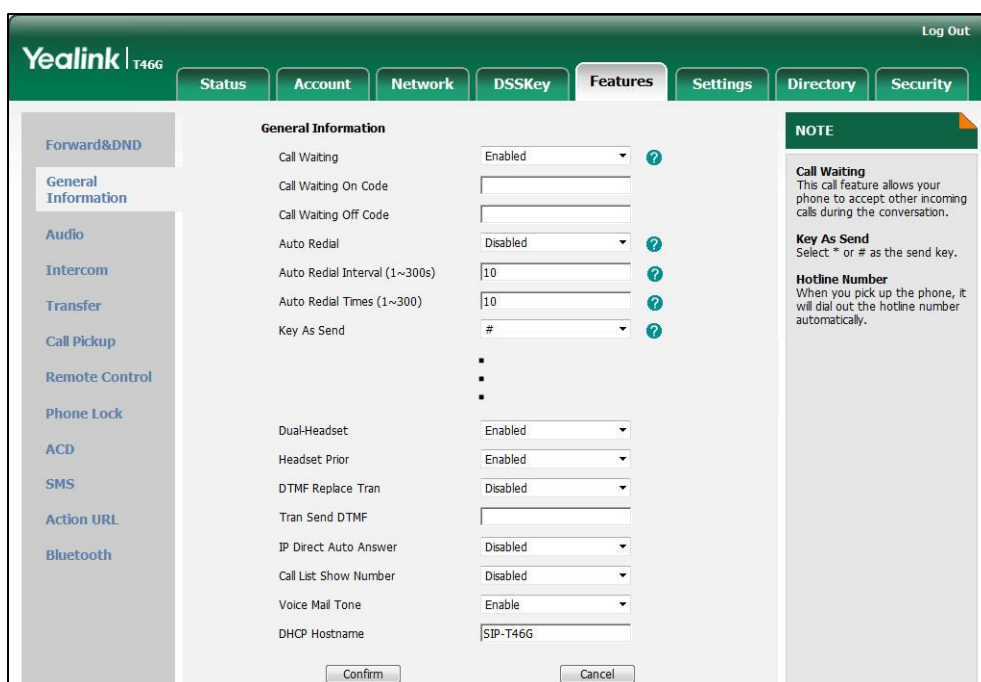 Log Out
Yealink T46G
Status Account Network DSSKey Features Settings Directory Security
Forward&DND
General
Information
Audio
Intercom
Transfer
Call Pickup
Remote Control
Phone Lock
ACD
SMS
Action URL
Bluetooth
General Information
Call Waiting Enabled ?
Call Waiting On Code
Call Waiting Off Code
Auto Redial Disabled ?
Auto Redial Interval (1~300s) 10 ?
Auto Redial Times (1~300) 10 ?
Key As Send # ?
Dual-Headset Enabled
Headset Prior Enabled
DTMF Replace Tran Disabled
Tran Send DTMF
IP Direct Auto Answer Disabled
Call List Show Number Disabled
Voice Mail Tone Enable
DHCP Hostname SIP-T46G
Confirm Cancel
NOTE
Call Waiting
This call feature allows your
phone to accept other incoming
calls during the conversation.
Key As Send
Select * or # as the send key.
Hotline Number
When you pick up the phone, it
will dial out the hotline number
automatically.